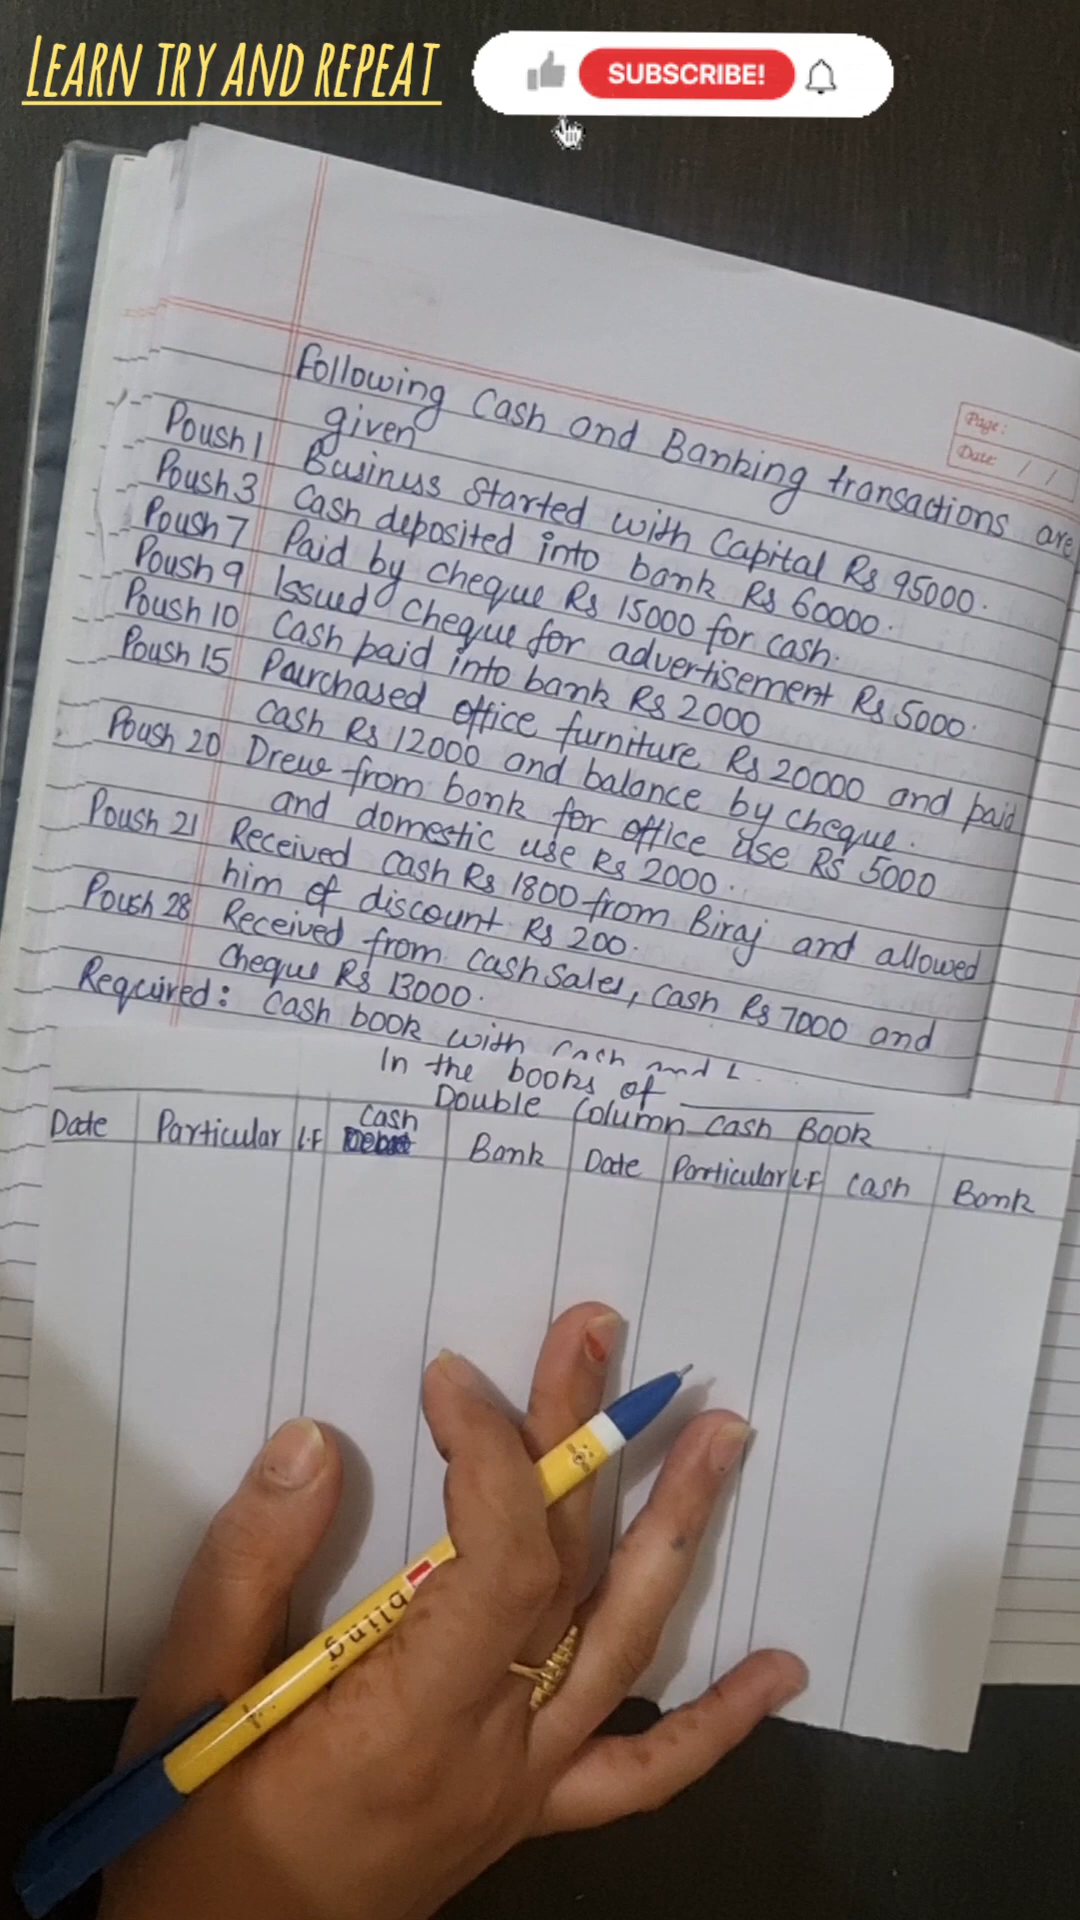 LEARN TRY AND REPEAT
SUBSCRIBE!
Page:
Date: / /
Following Cash and Banking transactions are
given
Poush 1 Business Started with Capital Rs 95000.
Poush 3 Cash deposited into bank Rs 60000.
Poush 7 Paid by cheque Rs 15000 for cash.
Poush 9 Issued Cheque for advertisement Rs 5000.
Poush 10 Cash paid into bank Rs 2000
Poush 15 Purchased office furniture Rs 20000 and paid
cash Rs 12000 and balance by cheque.
Poush 20 Drew from bank for office use Rs 5000
and domestic use Rs 2000.
Poush 21 Received cash Rs 1800 from Biraj and allowed
him of discount Rs 200.
Poush 28 Received from cash sales, cash Rs 7000 and
cheque Rs 13000.
Required: Cash book with cash and
In the books of
Double Column Cash Book
Date Particular L.F Cash Bank Date Particular L.F Cash Bank
bling